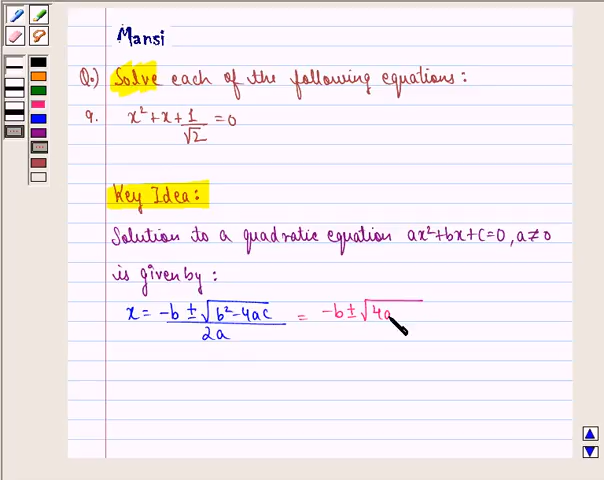 Mansi
Q.) Solve each of the following equations:
9. x² + x + 1/√2 = 0
Key Idea:
Solution to a quadratic equation ax²+bx+c=0, a≠0
is given by:
x = -b ± √b²-4ac / 2a = -b ± √4a